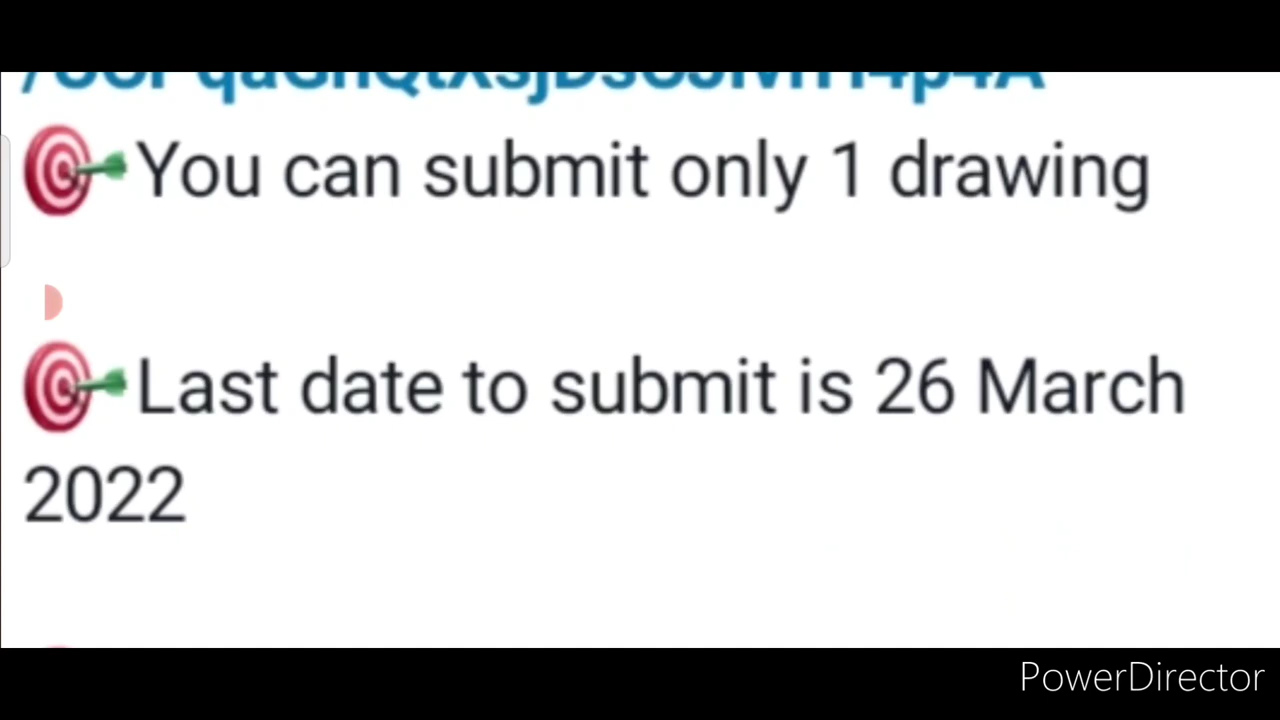 🎯You can submit only 1 drawing
🎯Last date to submit is 26 March
2022
PowerDirector